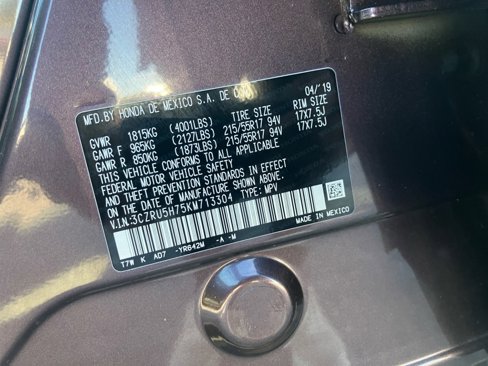 MFD.BY HONDA DE MEXICO S.A. DE C.V. 04/'19
TIRE SIZE RIM SIZE
GVWR 1815KG (4001LBS)
GAWR F 965KG (2127LBS) 215/55R17 94V 17X7.5J
GAWR R 850KG (1873LBS) 215/55R17 94V 17X7.5J
THIS VEHICLE CONFORMS TO ALL APPLICABLE
FEDERAL MOTOR VEHICLE SAFETY
AND THEFT PREVENTION STANDARDS IN EFFECT
ON THE DATE OF MANUFACTURE SHOWN ABOVE.
V.I.N:3CZRU5H75KM713304 TYPE: MPV
T7W K AD7 -YR642M -A -M MADE IN MEXICO